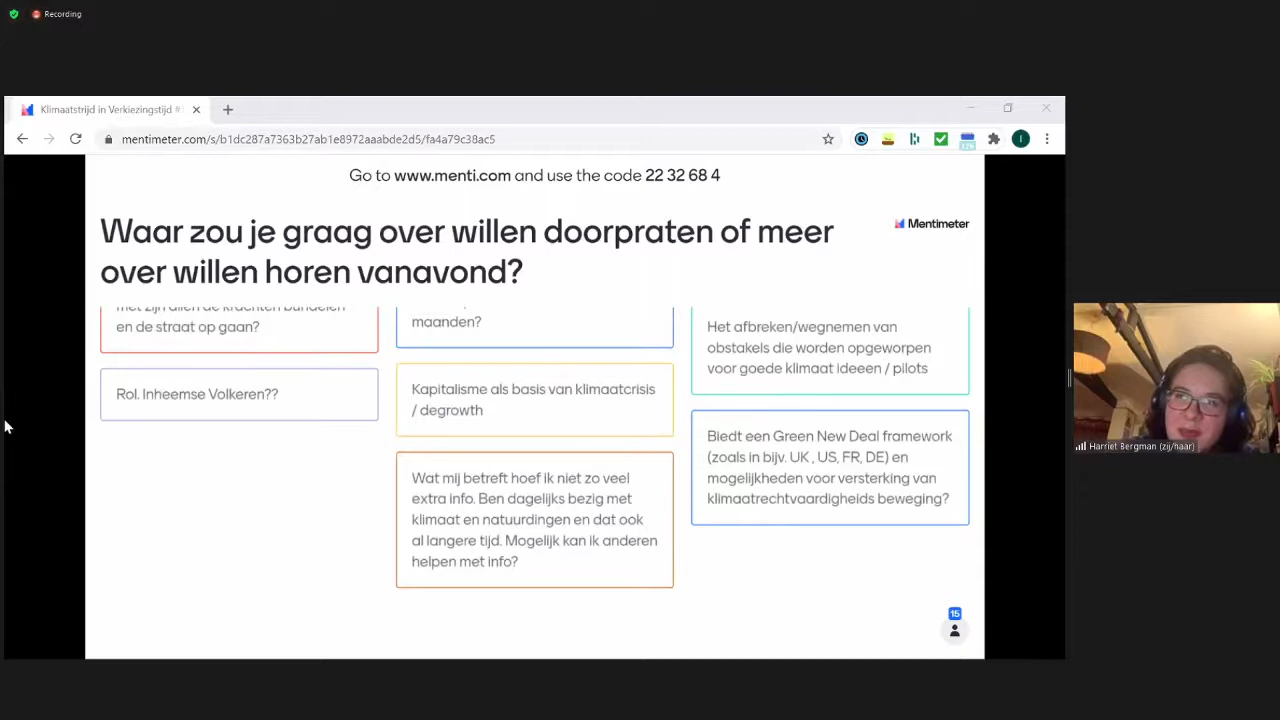 Recording
Klimaatstrijd in Verkiezingstijd #
mentimeter.com/s/b1dc287a7363b27ab1e8972aaabde2d5/fa4a79c38ac5
Go to www.menti.com and use the code 22 32 68 4
Waar zou je graag over willen doorpraten of meer
over willen horen vanavond?
Mentimeter
met zijn allen de krachten bundelen
en de straat op gaan?
Rol. Inheemse Volkeren??
maanden?
Kapitalisme als basis van klimaatcrisis
/ degrowth
Wat mij betreft hoef ik niet zo veel
extra info. Ben dagelijks bezig met
klimaat en natuurdingen en dat ook
al langere tijd. Mogelijk kan ik anderen
helpen met info?
Het afbreken/wegnemen van
obstakels die worden opgeworpen
voor goede klimaat ideeen / pilots
Biedt een Green New Deal framework
(zoals in bijv. UK , US, FR, DE) en
mogelijkheden voor versterking van
klimaatrechtvaardigheids beweging?
15
Harriet Bergman (zij/haar)